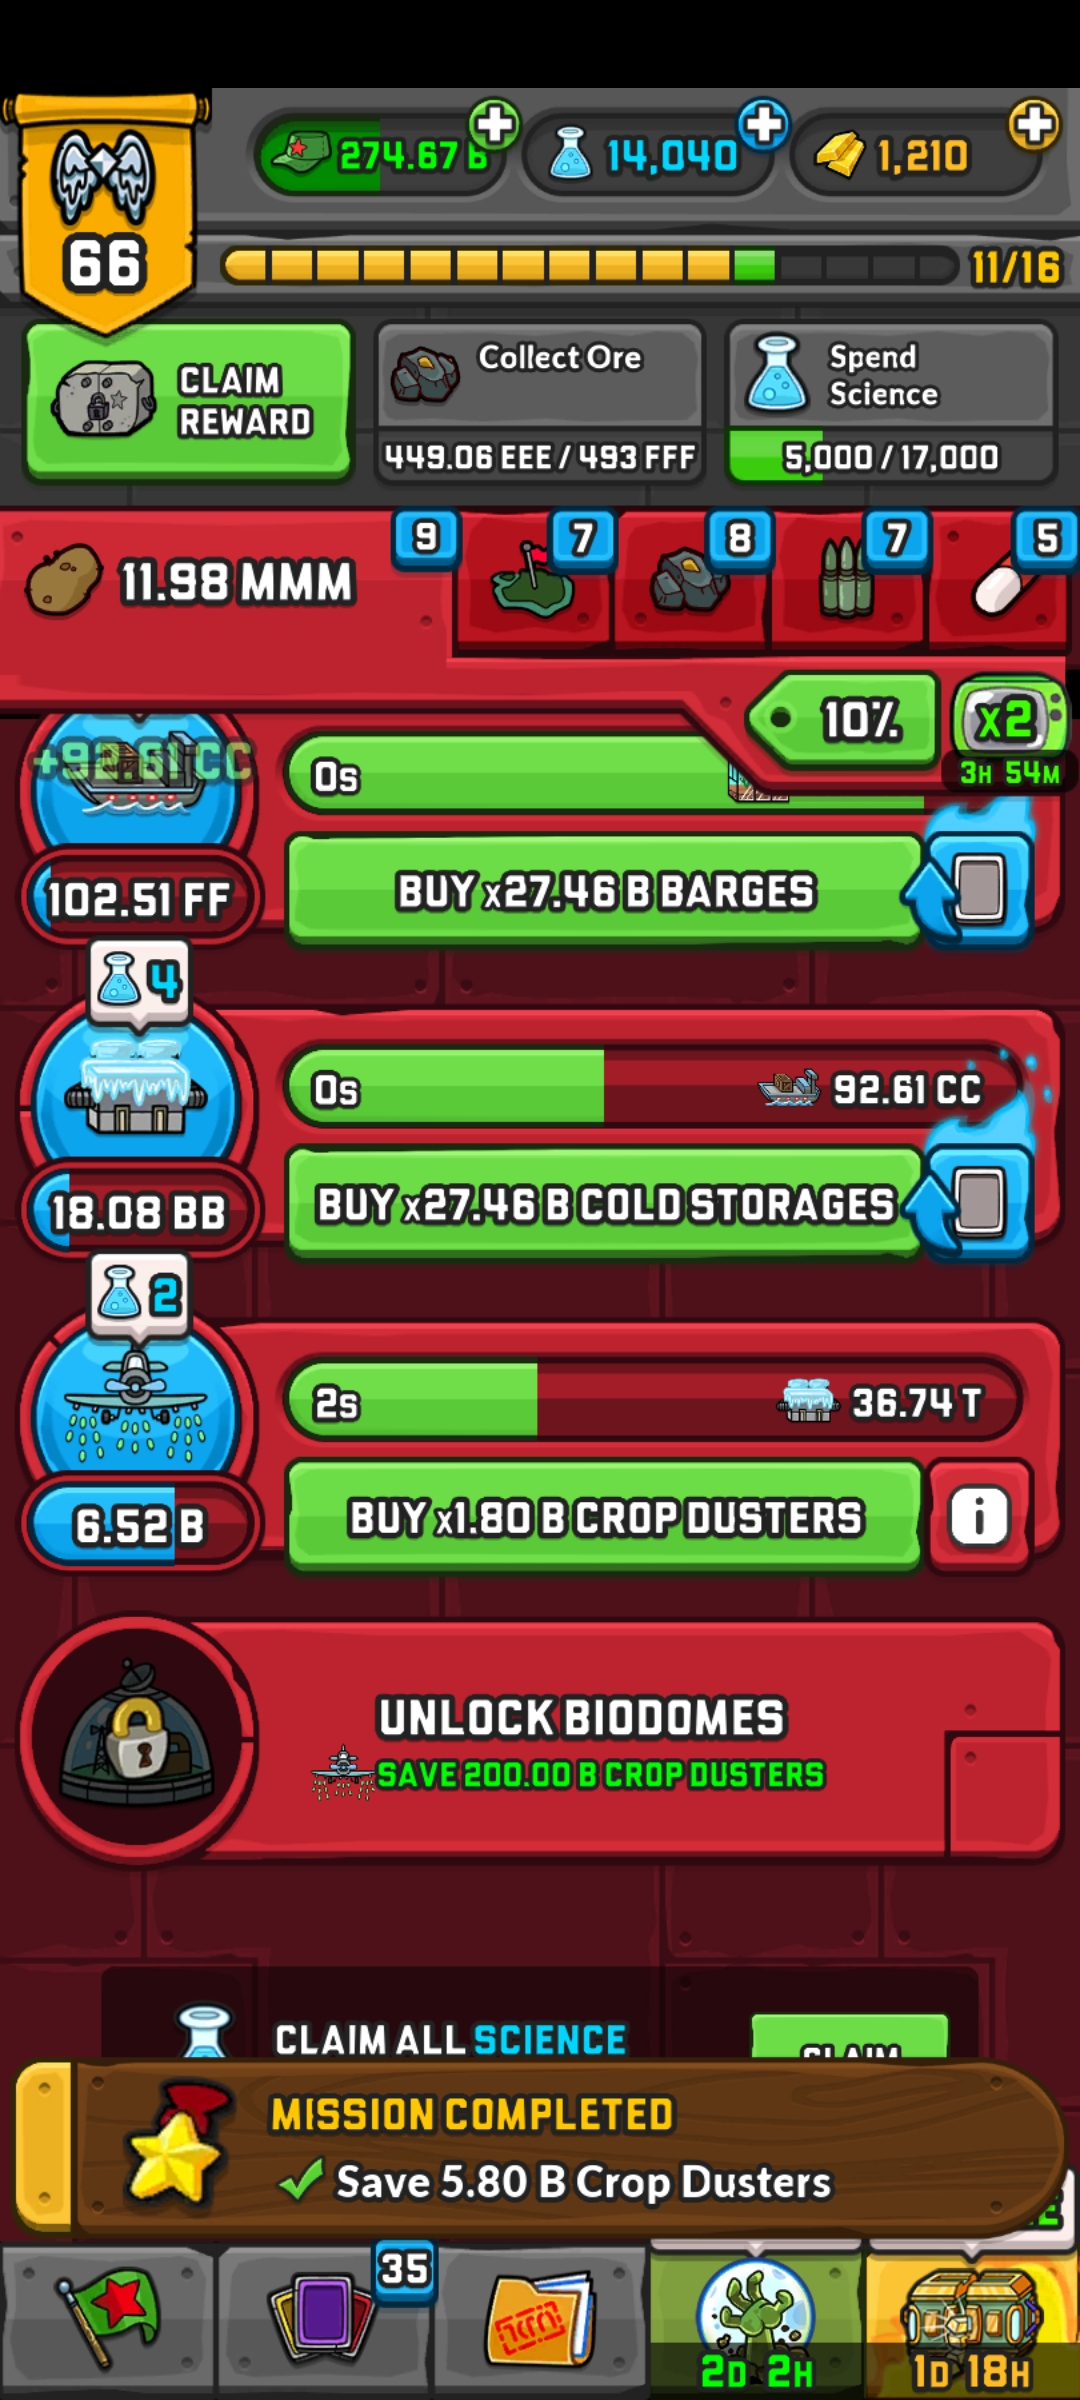 66
274.67 B
14,040
1,210
11/16
CLAIM
REWARD
Collect Ore
449.06 EEE / 493 FFF
Spend
Science
5,000 / 17,000
11.98 MMM
9
7
8
7
5
10%
x2
3H 54M
+92.61 CC
0s
102.51 FF
BUY x27.46 B BARGES
4
0s
92.61 CC
18.08 BB
BUY x27.46 B COLD STORAGES
2
2s
36.74 T
6.52 B
BUY x1.80 B CROP DUSTERS
i
UNLOCK BIODOMES
SAVE 200.00 B CROP DUSTERS
CLAIM ALL SCIENCE
CLAIM
MISSION COMPLETED
Save 5.80 B Crop Dusters
35
2D 2H
1D 18H